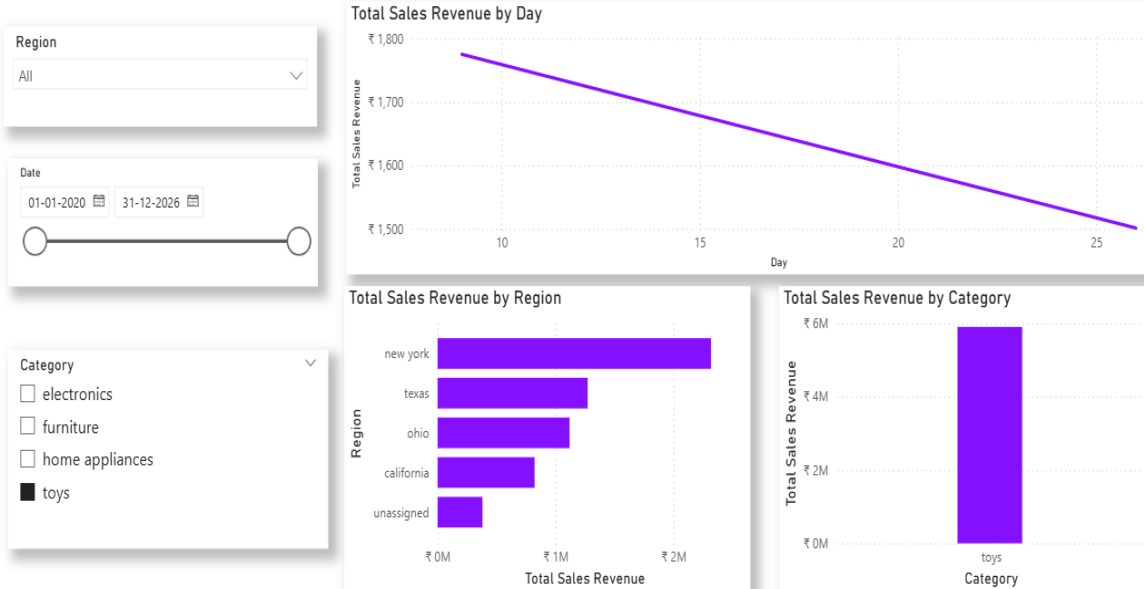 Region
All
Date
01-01-2020
31-12-2026
Category
electronics
furniture
home appliances
toys
Total Sales Revenue by Day
Total Sales Revenue
₹ 1,800
₹ 1,700
₹ 1,600
₹ 1,500
10 15 20 25
Day
Total Sales Revenue by Region
Region
new york
texas
ohio
california
unassigned
₹ 0M ₹ 1M ₹ 2M
Total Sales Revenue
Total Sales Revenue by Category
Total Sales Revenue
₹ 6M
₹ 4M
₹ 2M
₹ 0M
toys
Category